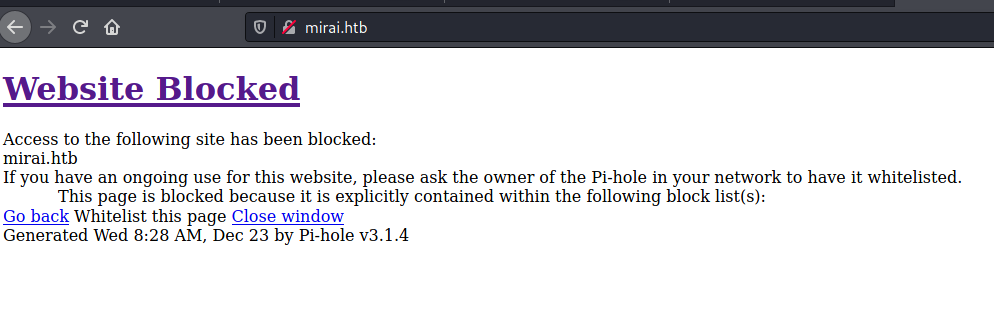 mirai.htb
Website Blocked
Access to the following site has been blocked:
mirai.htb
If you have an ongoing use for this website, please ask the owner of the Pi-hole in your network to have it whitelisted.
This page is blocked because it is explicitly contained within the following block list(s):
Go back Whitelist this page Close window
Generated Wed 8:28 AM, Dec 23 by Pi-hole v3.1.4